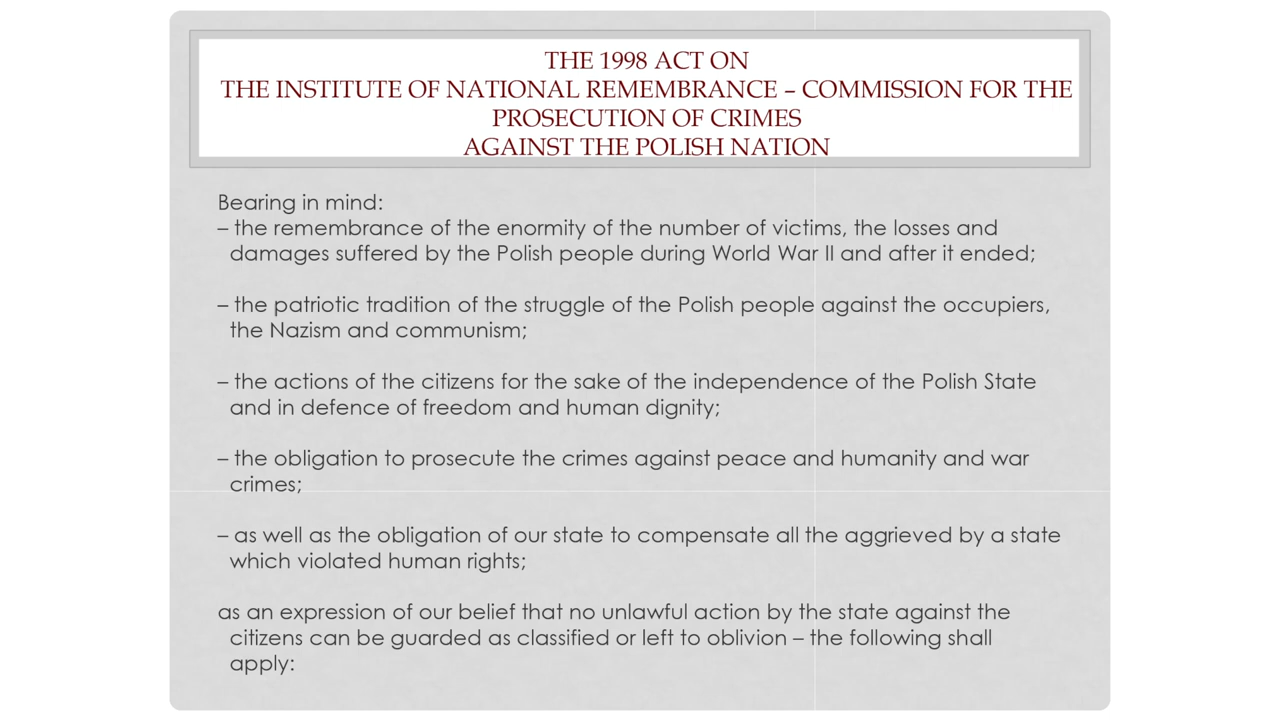 THE 1998 ACT ON
THE INSTITUTE OF NATIONAL REMEMBRANCE – COMMISSION FOR THE
PROSECUTION OF CRIMES
AGAINST THE POLISH NATION
Bearing in mind:
– the remembrance of the enormity of the number of victims, the losses and
damages suffered by the Polish people during World War II and after it ended;
– the patriotic tradition of the struggle of the Polish people against the occupiers,
the Nazism and communism;
– the actions of the citizens for the sake of the independence of the Polish State
and in defence of freedom and human dignity;
– the obligation to prosecute the crimes against peace and humanity and war
crimes;
– as well as the obligation of our state to compensate all the aggrieved by a state
which violated human rights;
as an expression of our belief that no unlawful action by the state against the
citizens can be guarded as classified or left to oblivion – the following shall
apply: